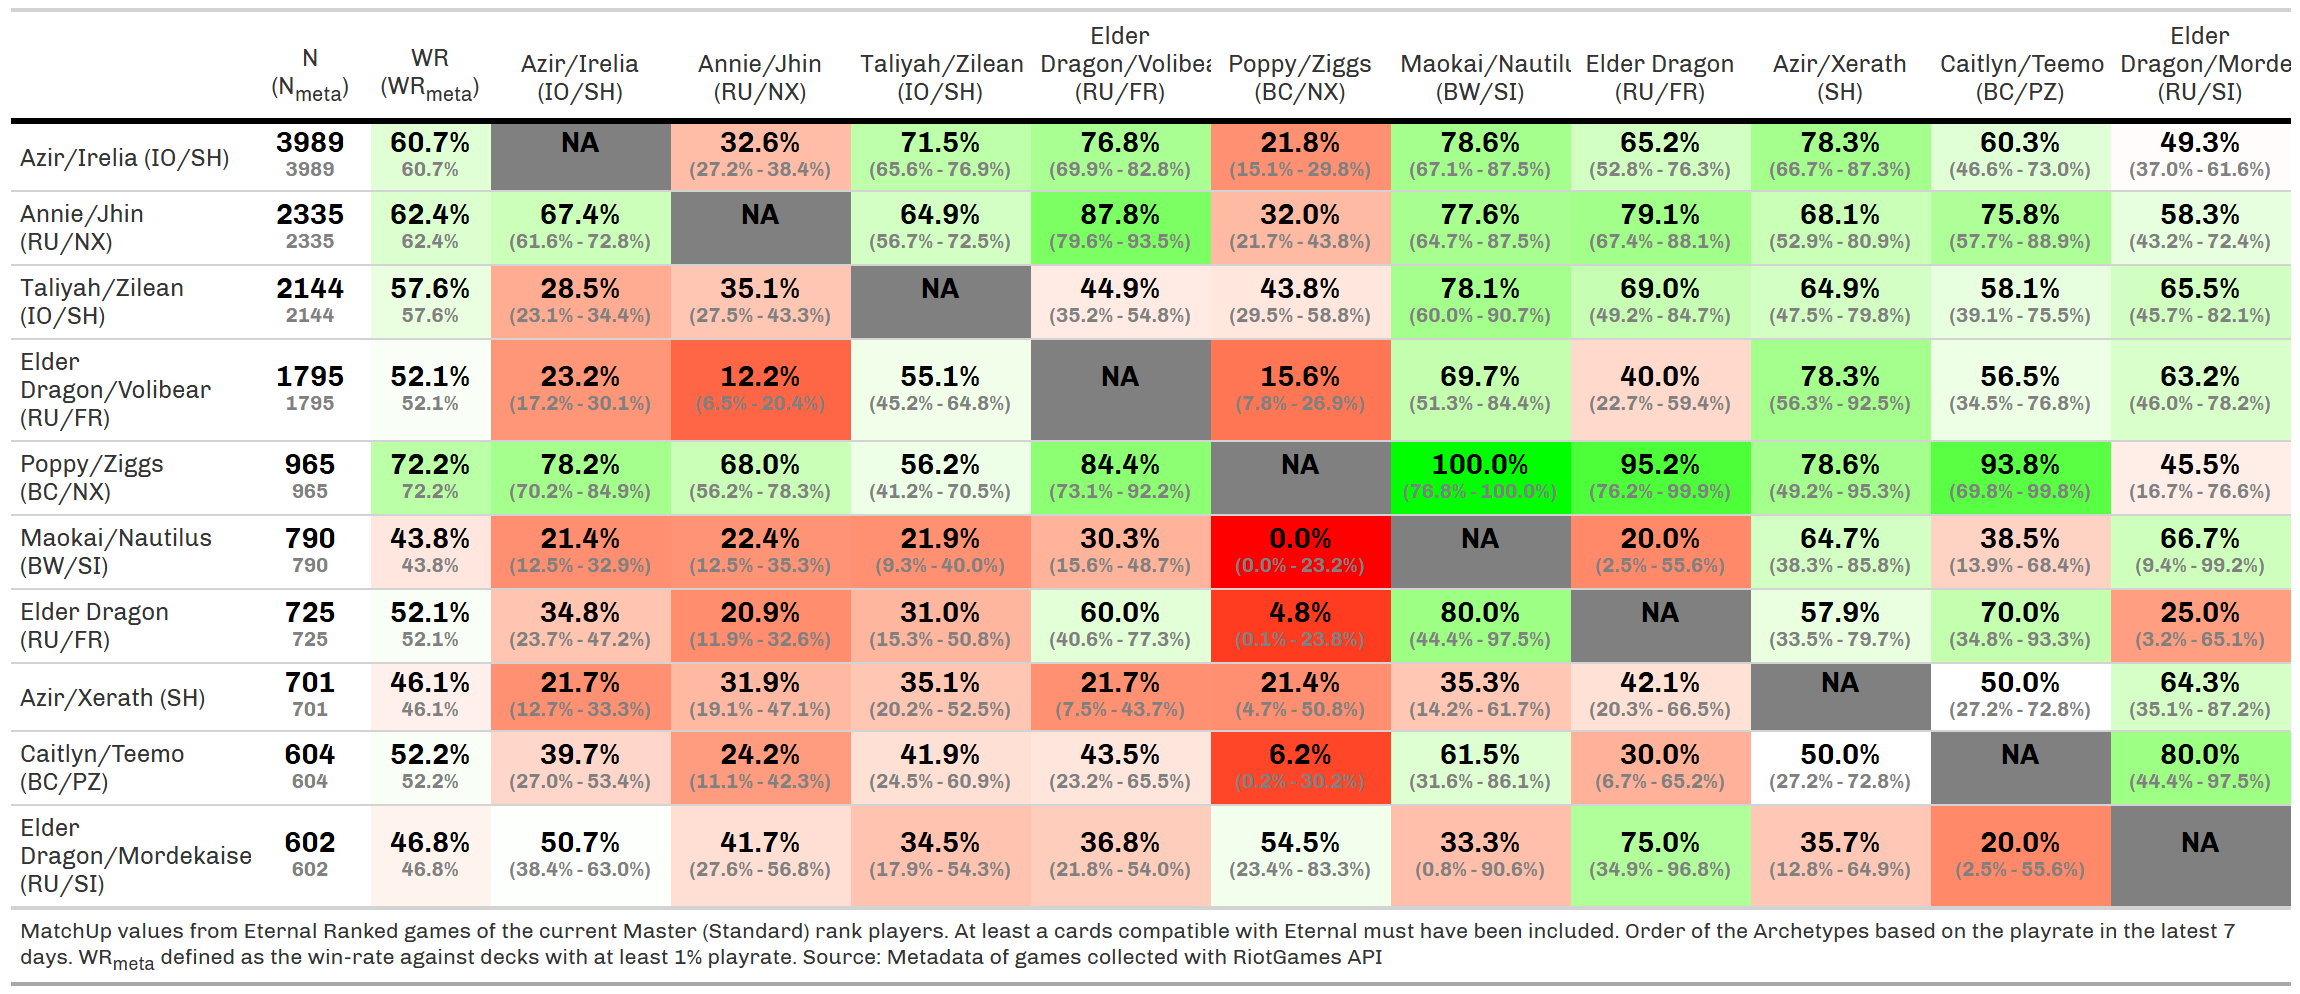 N (Nmeta) WR (WRmeta) Azir/Irelia (IO/SH) Annie/Jhin (RU/NX) Taliyah/Zilean (IO/SH) Elder Dragon/Volibea (RU/FR) Poppy/Ziggs (BC/NX) Maokai/Nautilu (BW/SI) Elder Dragon (RU/FR) Azir/Xerath (SH) Caitlyn/Teemo (BC/PZ) Elder Dragon/Morde (RU/SI)
Azir/Irelia (IO/SH) 3989 60.7% NA 32.6% 71.5% 76.8% 21.8% 78.6% 65.2% 78.3% 60.3% 49.3%
3989 60.7% (27.2% - 38.4%) (65.6% - 76.9%) (69.9% - 82.8%) (15.1% - 29.8%) (67.1% - 87.5%) (52.8% - 76.3%) (66.7% - 87.3%) (46.6% - 73.0%) (37.0% - 61.6%)
Annie/Jhin 2335 62.4% 67.4% NA 64.9% 87.8% 32.0% 77.6% 79.1% 68.1% 75.8% 58.3%
(RU/NX) 2335 62.4% (61.6% - 72.8%) (56.7% - 72.5%) (79.6% - 93.5%) (21.7% - 43.8%) (64.7% - 87.5%) (67.4% - 88.1%) (52.9% - 80.9%) (57.7% - 88.9%) (43.2% - 72.4%)
Taliyah/Zilean 2144 57.6% 28.5% 35.1% NA 44.9% 43.8% 78.1% 69.0% 64.9% 58.1% 65.5%
(IO/SH) 2144 57.6% (23.1% - 34.4%) (27.5% - 43.3%) (35.2% - 54.8%) (29.5% - 58.8%) (60.0% - 90.7%) (49.2% - 84.7%) (47.5% - 79.8%) (39.1% - 75.5%) (45.7% - 82.1%)
Elder
Dragon/Volibear 1795 52.1% 23.2% 12.2% 55.1% NA 15.6% 69.7% 40.0% 78.3% 56.5% 63.2%
(RU/FR) 1795 52.1% (17.2% - 30.1%) (6.5% - 20.4%) (45.2% - 64.8%) (7.8% - 26.9%) (51.3% - 84.4%) (22.7% - 59.4%) (56.3% - 92.5%) (34.5% - 76.8%) (46.0% - 78.2%)
Poppy/Ziggs 965 72.2% 78.2% 68.0% 56.2% 84.4% NA 100.0% 95.2% 78.6% 93.8% 45.5%
(BC/NX) 965 72.2% (70.2% - 84.9%) (56.2% - 78.3%) (41.2% - 70.5%) (73.1% - 92.2%) (76.8% - 100.0%) (76.2% - 99.9%) (49.2% - 95.3%) (69.8% - 99.8%) (16.7% - 76.6%)
Maokai/Nautilus 790 43.8% 21.4% 22.4% 21.9% 30.3% 0.0% NA 20.0% 64.7% 38.5% 66.7%
(BW/SI) 790 43.8% (12.5% - 32.9%) (12.5% - 35.3%) (9.3% - 40.0%) (15.6% - 48.7%) (0.0% - 23.2%) (2.5% - 55.6%) (38.3% - 85.8%) (13.9% - 68.4%) (9.4% - 99.2%)
Elder Dragon 725 52.1% 34.8% 20.9% 31.0% 60.0% 4.8% 80.0% NA 57.9% 70.0% 25.0%
(RU/FR) 725 52.1% (23.7% - 47.2%) (11.9% - 32.6%) (15.3% - 50.8%) (40.6% - 77.3%) (0.1% - 23.8%) (44.4% - 97.5%) (33.5% - 79.7%) (34.8% - 93.3%) (3.2% - 65.1%)
Azir/Xerath (SH) 701 46.1% 21.7% 31.9% 35.1% 21.7% 21.4% 35.3% 42.1% NA 50.0% 64.3%
701 46.1% (12.7% - 33.3%) (19.1% - 47.1%) (20.2% - 52.5%) (7.5% - 43.7%) (4.7% - 50.8%) (14.2% - 61.7%) (20.3% - 66.5%) (27.2% - 72.8%) (35.1% - 87.2%)
Caitlyn/Teemo 604 52.2% 39.7% 24.2% 41.9% 43.5% 6.2% 61.5% 30.0% 50.0% NA 80.0%
(BC/PZ) 604 52.2% (27.0% - 53.4%) (11.1% - 42.3%) (24.5% - 60.9%) (23.2% - 65.5%) (0.2% - 30.2%) (31.6% - 86.1%) (6.7% - 65.2%) (27.2% - 72.8%) (44.4% - 97.5%)
Elder
Dragon/Mordekaise 602 46.8% 50.7% 41.7% 34.5% 36.8% 54.5% 33.3% 75.0% 35.7% 20.0% NA
(RU/SI) 602 46.8% (38.4% - 63.0%) (27.6% - 56.8%) (17.9% - 54.3%) (21.8% - 54.0%) (23.4% - 83.3%) (0.8% - 90.6%) (34.9% - 96.8%) (12.8% - 64.9%) (2.5% - 55.6%)
MatchUp values from Eternal Ranked games of the current Master (Standard) rank players. At least a cards compatible with Eternal must have been included. Order of the Archetypes based on the playrate in the latest 7
days. WRmeta defined as the win-rate against decks with at least 1% playrate. Source: Metadata of games collected with RiotGames API